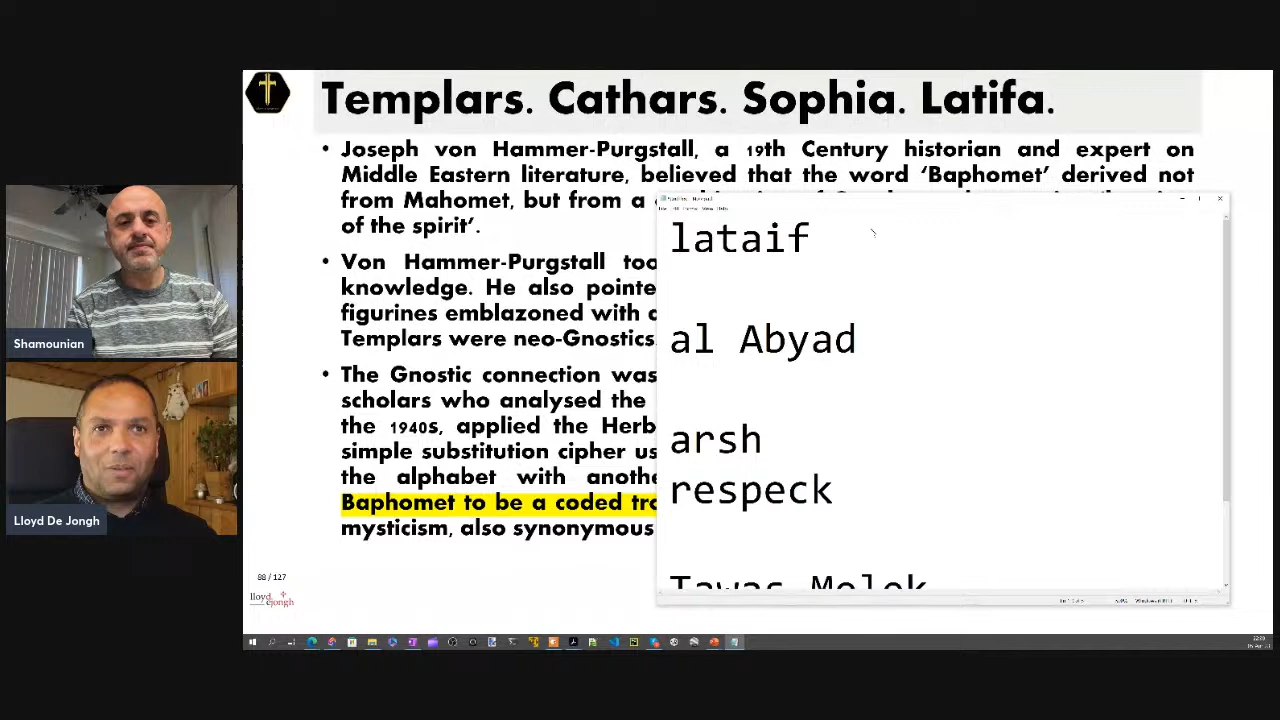 Templars. Cathars. Sophia. Latifa.
• Joseph von Hammer-Purgstall, a 19th Century historian and expert on
Middle Eastern literature, believed that the word ‘Baphomet’ derived not
from Mahomet, but from a
of the spirit’.
• Von Hammer-Purgstall
knowledge. He also pointe
figurines emblazoned with
Templars were neo-Gnostics
• The Gnostic connection was
scholars who analysed the
the 1940s, applied the Herb
simple substitution cipher us
the alphabet with anothe
Baphomet to be a coded
mysticism, also synonymous
lataif
al Abyad
arsh
respeck
Tawas Melek
Shamounian
Lloyd De Jongh
88 / 127
lloyd
dejongh